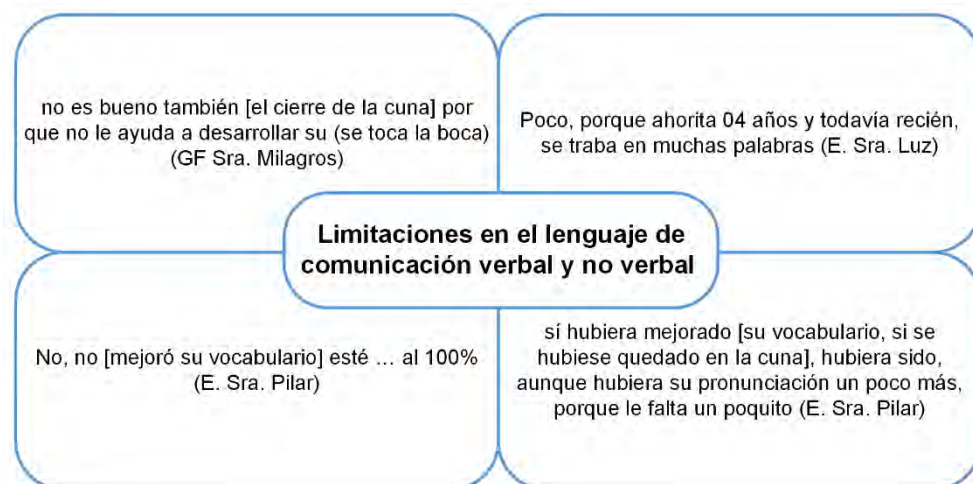 no es bueno también [el cierre de la cuna] por
que no le ayuda a desarrollar su (se toca la boca)
(GF Sra. Milagros)
Poco, porque ahorita 04 años y todavía recién,
se traba en muchas palabras (E. Sra. Luz)
Limitaciones en el lenguaje de
comunicación verbal y no verbal
No, no [mejoró su vocabulario] esté … al 100%
(E. Sra. Pilar)
sí hubiera mejorado [su vocabulario, si se
hubiese quedado en la cuna], hubiera sido,
aunque hubiera su pronunciación un poco más,
porque le falta un poquito (E. Sra. Pilar)